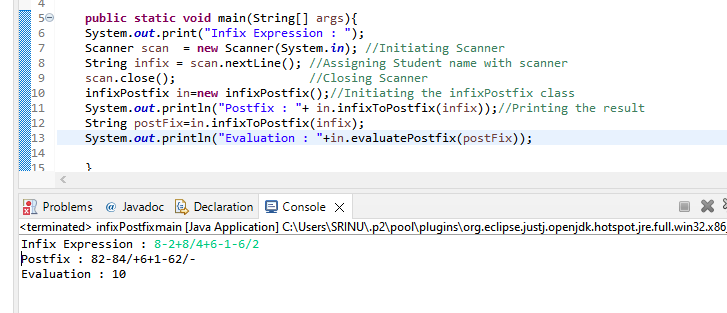 4
5 public static void main(String[] args){
6 System.out.print("Infix Expression : ");
7 Scanner scan  = new Scanner(System.in); //Initiating Scanner
8 String infix = scan.nextLine(); //Assigning Student name with scanner
9 scan.close();                   //Closing Scanner
10 infixPostfix in=new infixPostfix();//Initiating the infixPostfix class
11 System.out.println("Postfix : "+ in.infixToPostfix(infix));//Printing the result
12 String postFix=in.infixToPostfix(infix);
13 System.out.println("Evaluation : "+in.evaluatePostfix(postFix));
14
15 }
Problems @ Javadoc Declaration Console
<terminated> infixPostfixmain [Java Application] C:\Users\SRINU\.p2\pool\plugins\org.eclipse.justj.openjdk.hotspot.jre.full.win32.x86_
Infix Expression : 8-2+8/4+6-1-6/2
Postfix : 82-84/+6+1-62/-
Evaluation : 10